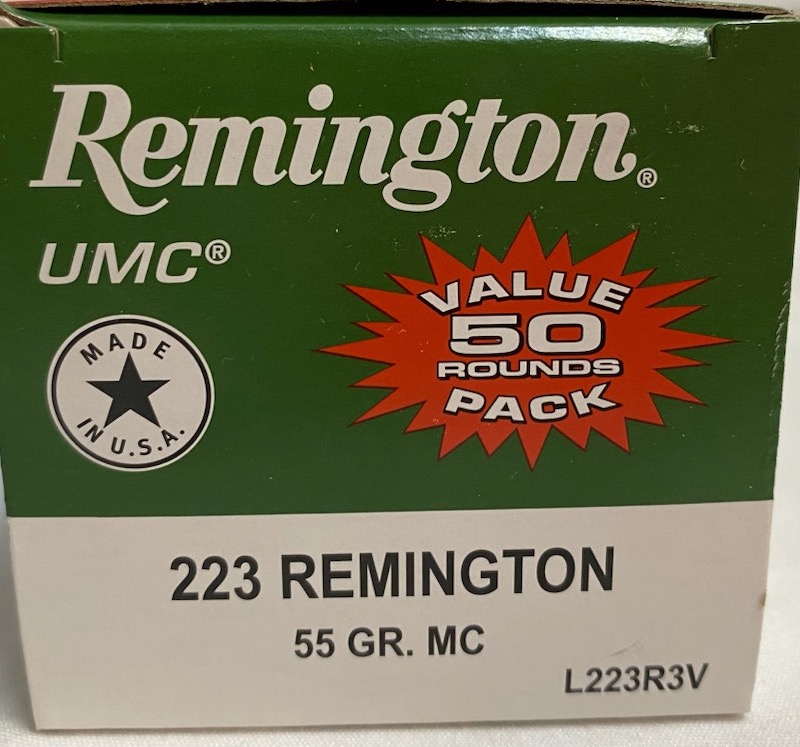 Remington®
UMC®
MADE
IN U.S.A.
VALUE
50
ROUNDS
PACK
223 REMINGTON
55 GR. MC
L223R3V